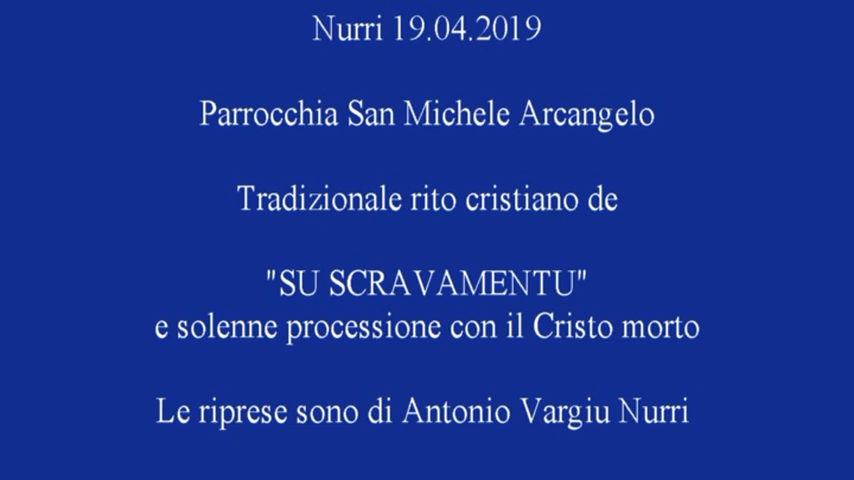 Nurri 19.04.2019
Parrocchia San Michele Arcangelo
Tradizionale rito cristiano de
"SU SCRAVAMENTU"
e solenne processione con il Cristo morto
Le riprese sono di Antonio Vargiu Nurri